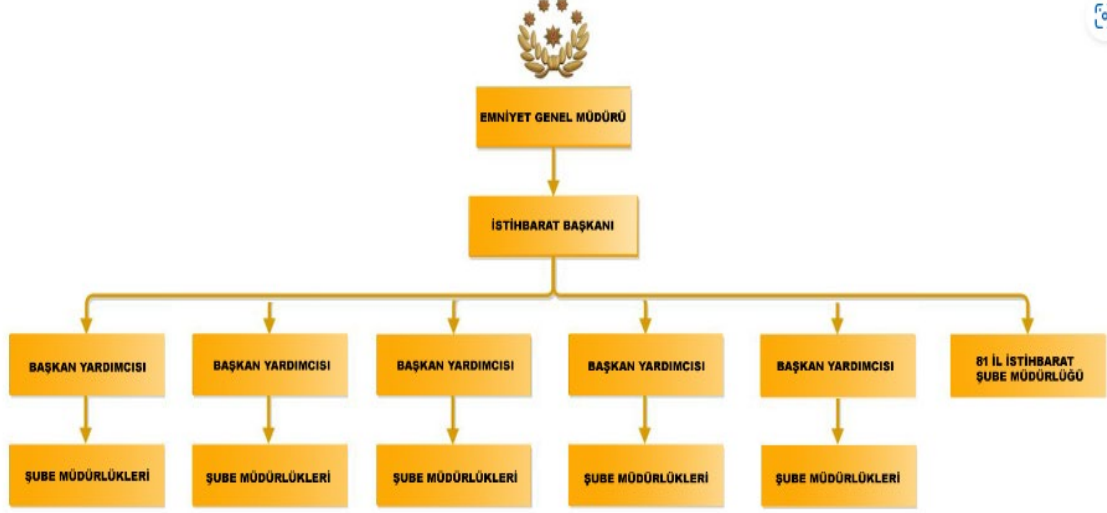 EMNİYET GENEL MÜDÜRÜ
İSTİHBARAT BAŞKANI
BAŞKAN YARDIMCISI
BAŞKAN YARDIMCISI
BAŞKAN YARDIMCISI
BAŞKAN YARDIMCISI
BAŞKAN YARDIMCISI
81 İL İSTİHBARAT
ŞUBE MÜDÜRLÜĞÜ
ŞUBE MÜDÜRLÜKLERİ
ŞUBE MÜDÜRLÜKLERİ
ŞUBE MÜDÜRLÜKLERİ
ŞUBE MÜDÜRLÜKLERİ
ŞUBE MÜDÜRLÜKLERİ